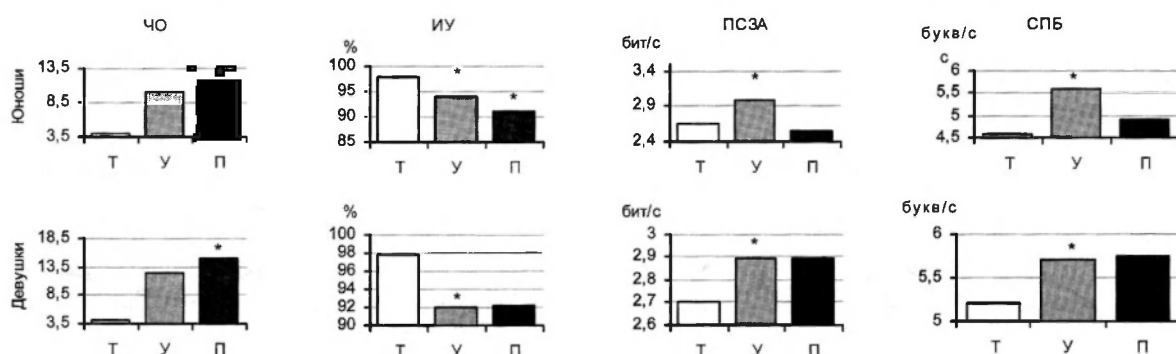 ЧО ИУ ПСЗА СПБ
% бит/с букв/с
с
Юноши
13,5
8,5
3,5
Т У П
100
95
90
85
* *
Т У П
3,4
2,9
2,4
*
Т У П
6
5,5
5
4,5
*
Т У П
% бит/с букв/с
Девушки
18,5
13,5
8,5
3,5
*
Т У П
100
98
96
94
92
90
*
Т У П
3
2,9
2,8
2,7
2,6
*
Т У П
6
5,5
5
*
Т У П